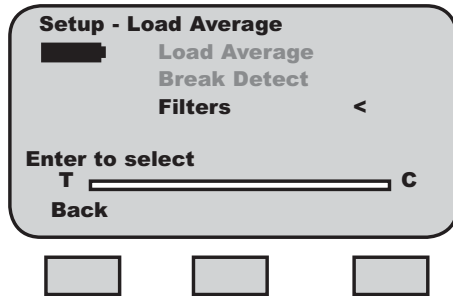 Setup - Load Average
Load Average
Break Detect
Filters <
Enter to select
T C
Back